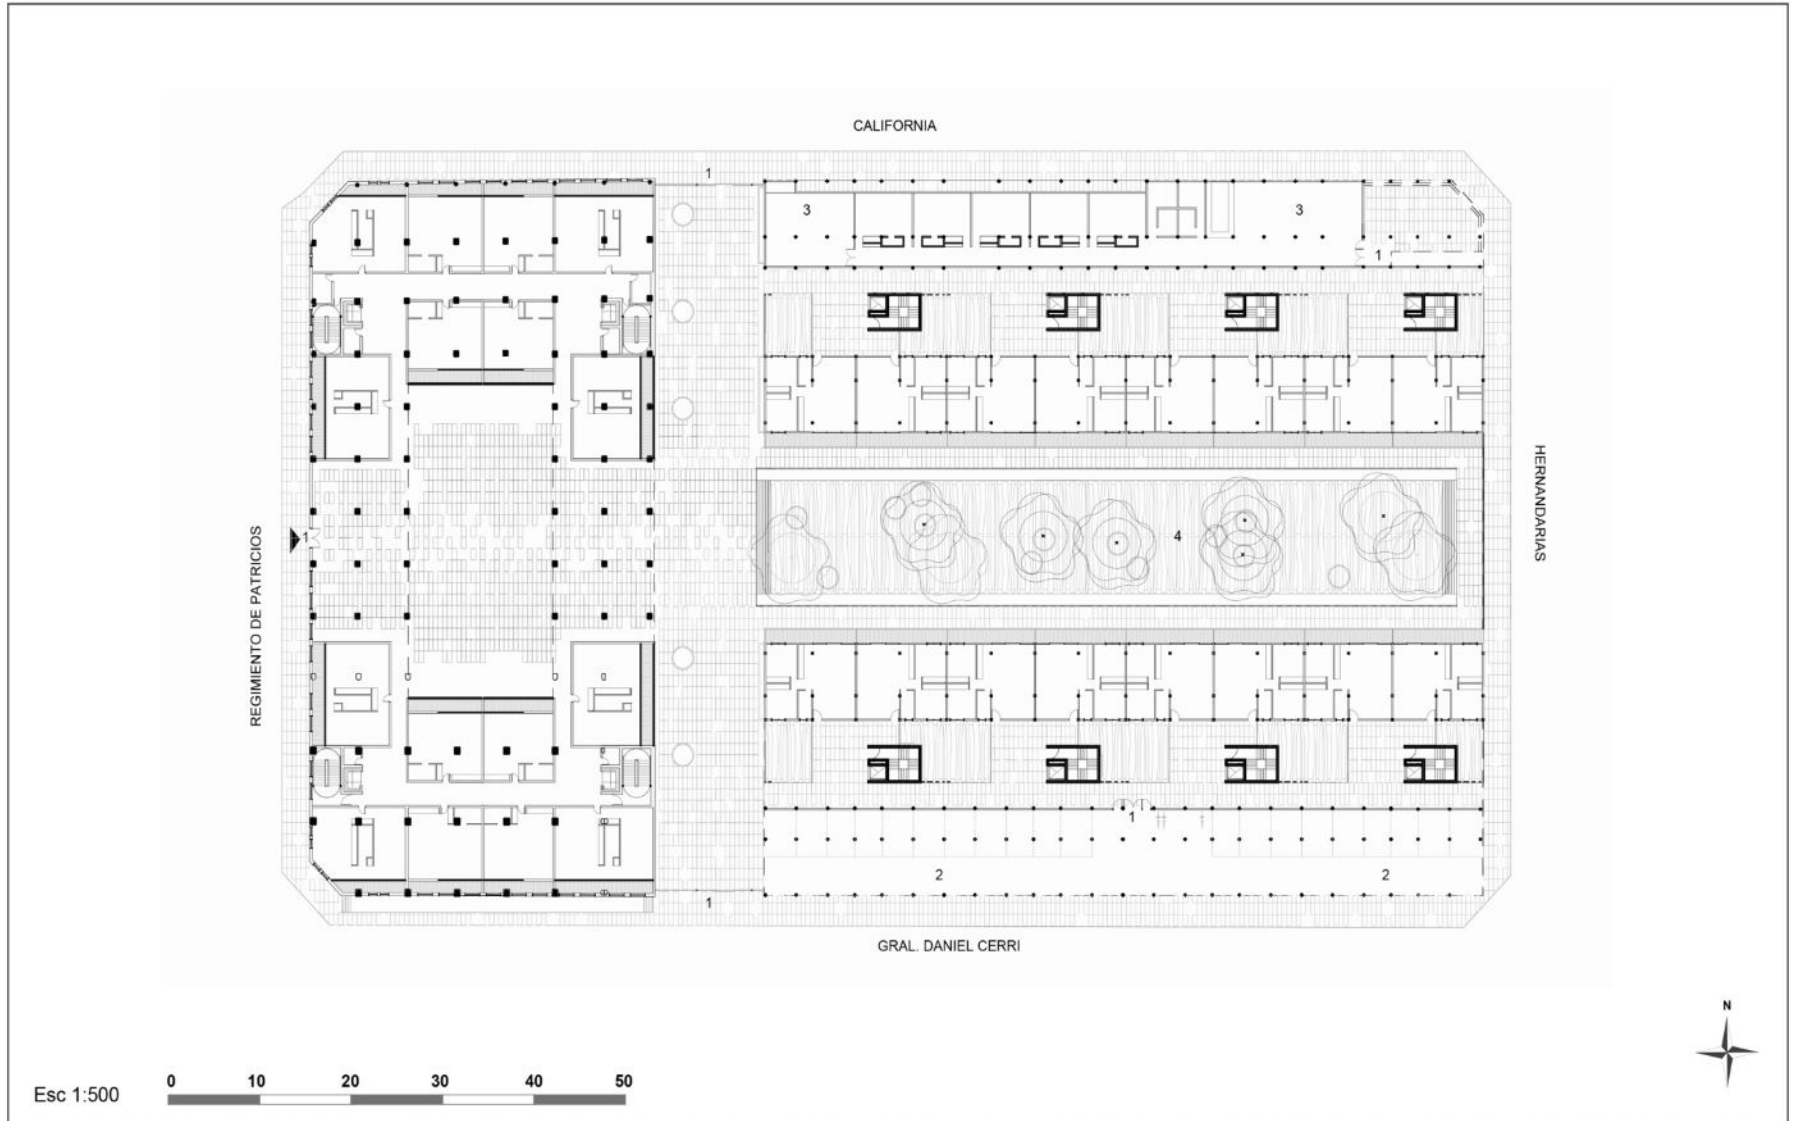 CALIFORNIA
1
3
3
1
HERNANDARIAS
REGIMIENTO DE PATRICIOS
1
4
1
2
2
1
GRAL. DANIEL CERRI
N
Esc 1:500
0 10 20 30 40 50